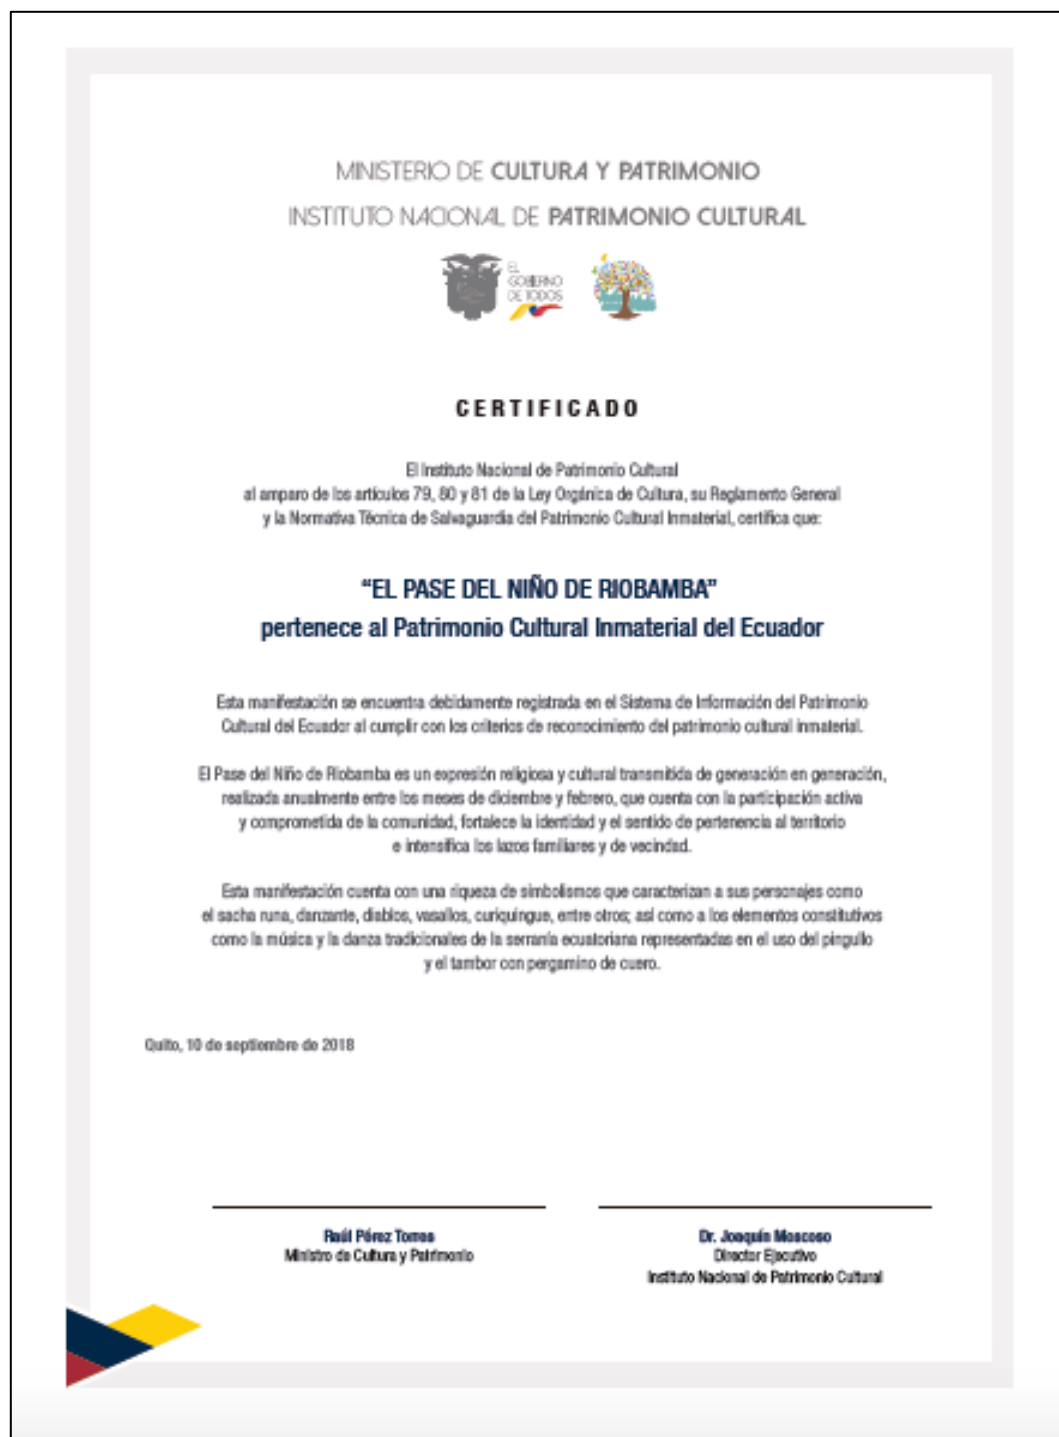 MINISTERIO DE CULTURA Y PATRIMONIO
INSTITUTO NACIONAL DE PATRIMONIO CULTURAL
EL
GOBIERNO
DE TODOS
CERTIFICADO
El Instituto Nacional de Patrimonio Cultural
al amparo de los artículos 79, 80 y 81 de la Ley Orgánica de Cultura, su Reglamento General
y la Normativa Técnica de Salvaguardia del Patrimonio Cultural Inmaterial, certifica que:
“EL PASE DEL NIÑO DE RIOBAMBA”
pertenece al Patrimonio Cultural Inmaterial del Ecuador
Esta manifestación se encuentra debidamente registrada en el Sistema de Información del Patrimonio
Cultural del Ecuador al cumplir con los criterios de reconocimiento del patrimonio cultural inmaterial.
El Pase del Niño de Riobamba es un expresión religiosa y cultural transmitida de generación en generación,
realizada anualmente entre los meses de diciembre y febrero, que cuenta con la participación activa
y comprometida de la comunidad, fortalece la identidad y el sentido de pertenencia al territorio
e intensifica los lazos familiares y de vecindad.
Esta manifestación cuenta con una riqueza de simbolismos que caracterizan a sus personajes como
el sacha runa, danzante, diablos, vasallos, curiquingue, entre otros; así como a los elementos constitutivos
como la música y la danza tradicionales de la serranía ecuatoriana representadas en el uso del pingullo
y el tambor con pergamino de cuero.
Quito, 10 de septiembre de 2018
Raúl Pérez Torres
Ministro de Cultura y Patrimonio
Dr. Joaquín Moscoso
Director Ejecutivo
Instituto Nacional de Patrimonio Cultural